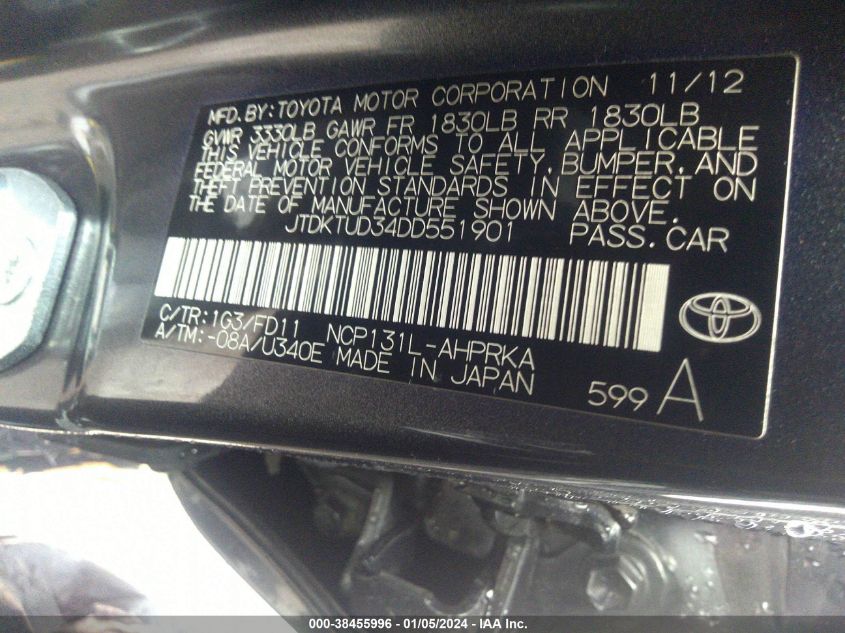 MFD. BY: TOYOTA MOTOR CORPORATION 11/12
GVWR 3330LB GAWR FR 1830LB RR 1830LB
THIS VEHICLE CONFORMS TO ALL APPLICABLE
FEDERAL MOTOR VEHICLE SAFETY, BUMPER, AND
THEFT PREVENTION STANDARDS IN EFFECT ON
THE DATE OF MANUFACTURE SHOWN ABOVE.
JTDKTUD34DD551901 PASS. CAR
C/TR: 1G3/FD11 NCP131L-AHPRKA
A/TM: -08A/U340E MADE IN JAPAN
599 A
000-38455996 - 01/05/2024 - IAA Inc.